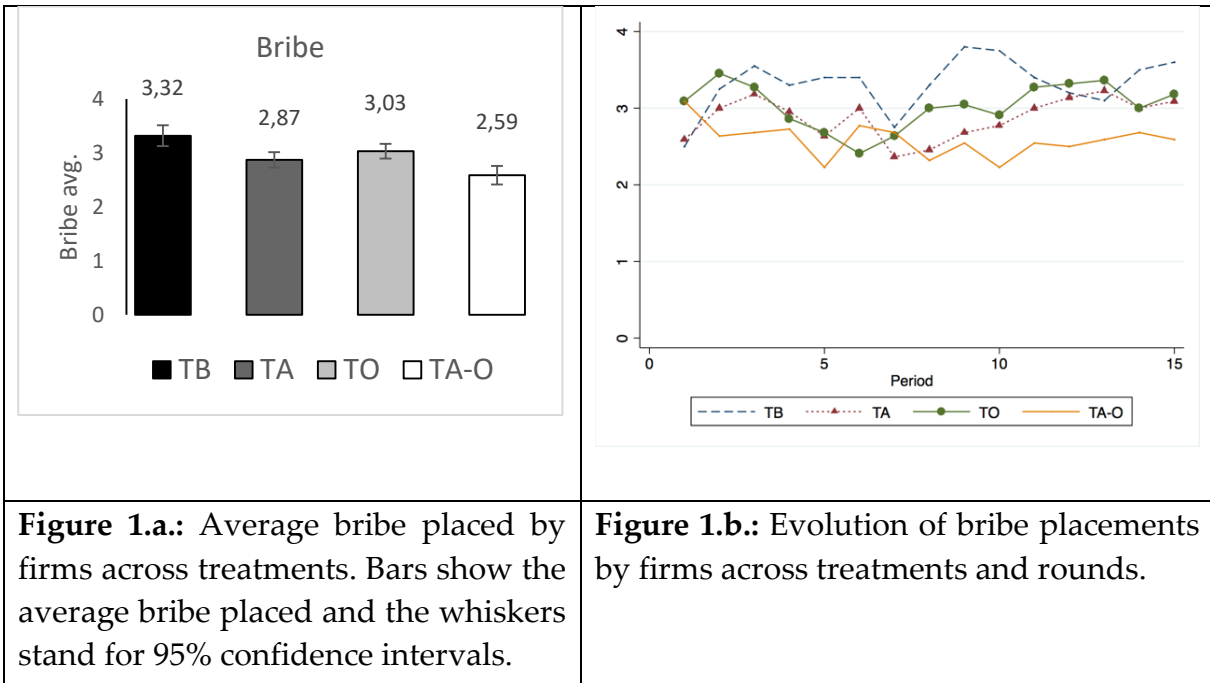 Bribe
3,32
2,87
3,03
2,59
4
3
2
1
0
Bribe avg.
TB TA TO TA-O
4
3
2
1
0
0 5 10 15
Period
TB TA TO TA-O
Figure 1.a.: Average bribe placed by
firms across treatments. Bars show the
average bribe placed and the whiskers
stand for 95% confidence intervals.
Figure 1.b.: Evolution of bribe placements
by firms across treatments and rounds.